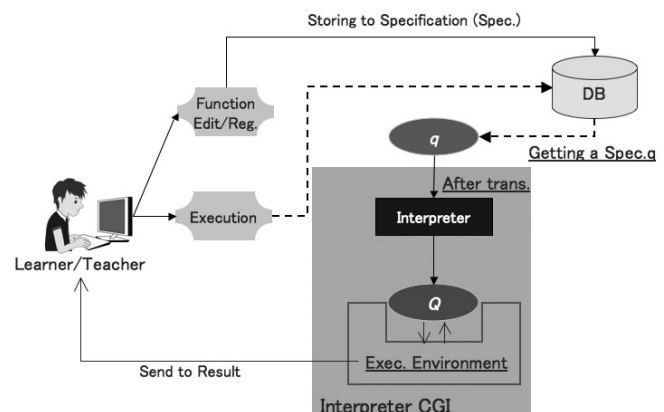 Storing to Specification (Spec.)
Function
Edit/Reg.
DB
q
Getting a Spec.q
After trans.
Execution
Interpreter
Learner/Teacher
Q
Exec. Environment
Send to Result
Interpreter CGI